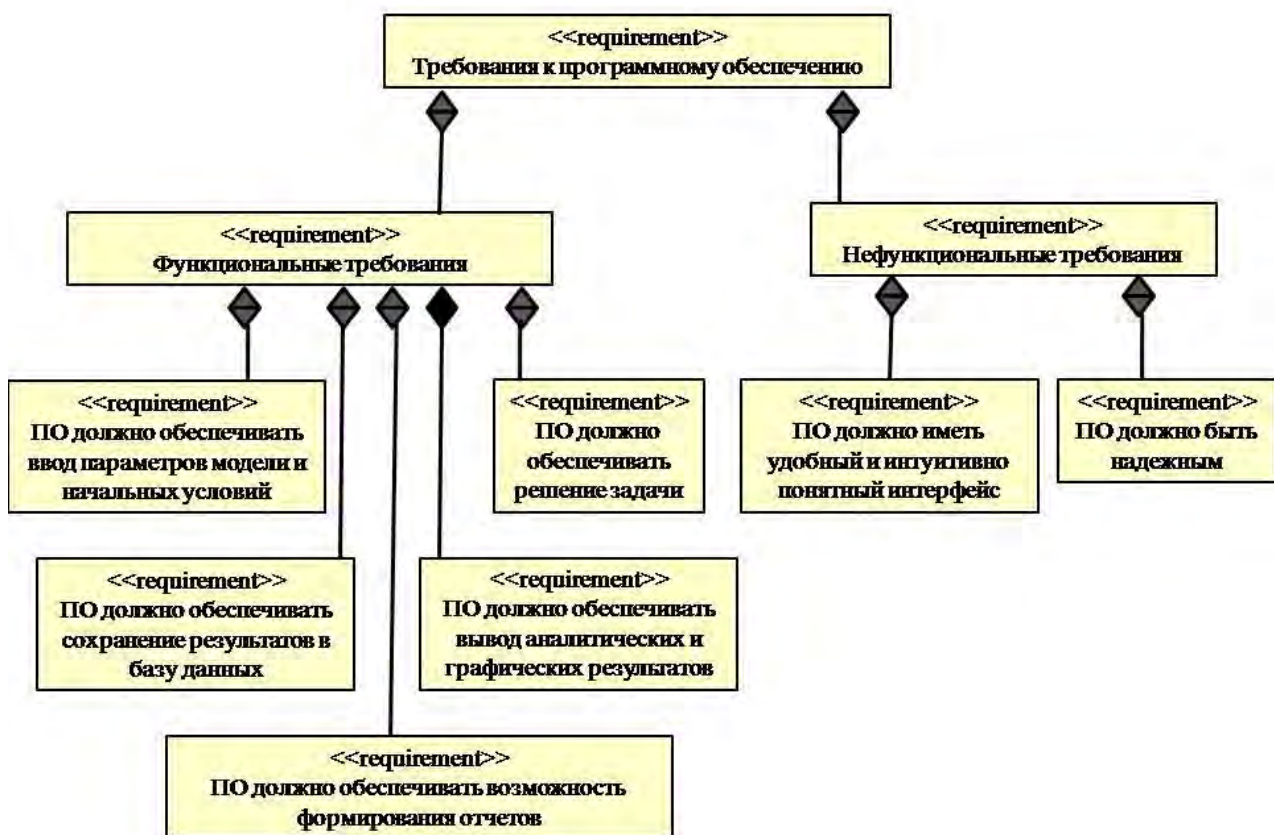 <<requirement>>
Требования к программному обеспечению
<<requirement>>
Функциональные требования
<<requirement>>
Нефункциональные требования
<<requirement>>
ПО должно обеспечивать
ввод параметров модели и
начальных условий
<<requirement>>
ПО должно
обеспечивать
решение задачи
<<requirement>>
ПО должно иметь
удобный и интуитивно
понятный интерфейс
<<requirement>>
ПО должно быть
надежным
<<requirement>>
ПО должно обеспечивать
сохранение результатов в
базу данных
<<requirement>>
ПО должно обеспечивать
вывод аналитических и
графических результатов
<<requirement>>
ПО должно обеспечивать возможность
формирования отчетов